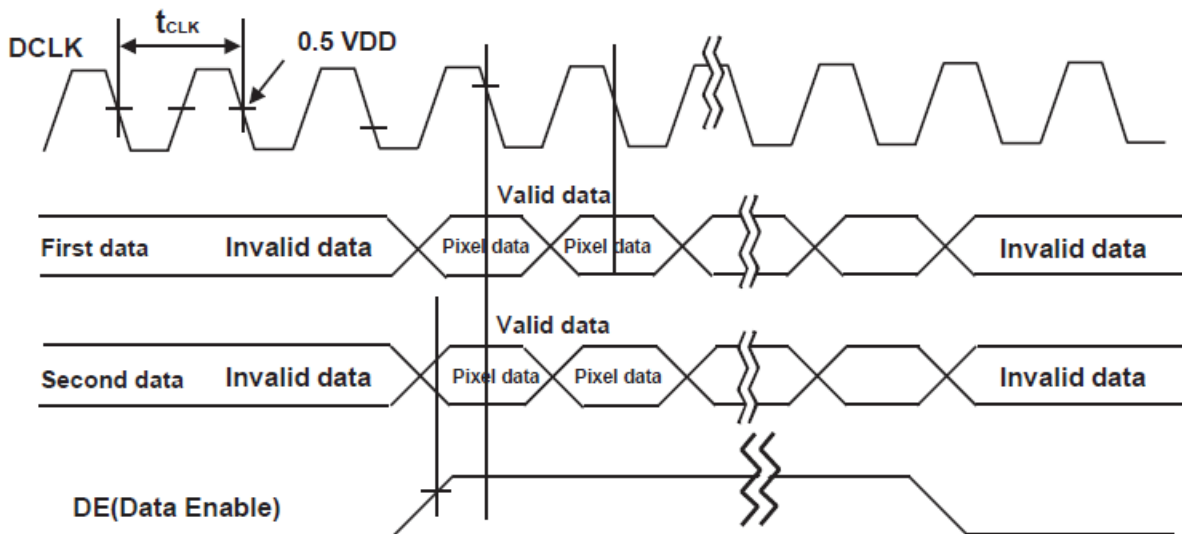 tCLK
DCLK
0.5 VDD
Valid data
First data
Invalid data
Pixel data
Pixel data
Invalid data
Valid data
Second data
Invalid data
Pixel data
Pixel data
Invalid data
DE(Data Enable)